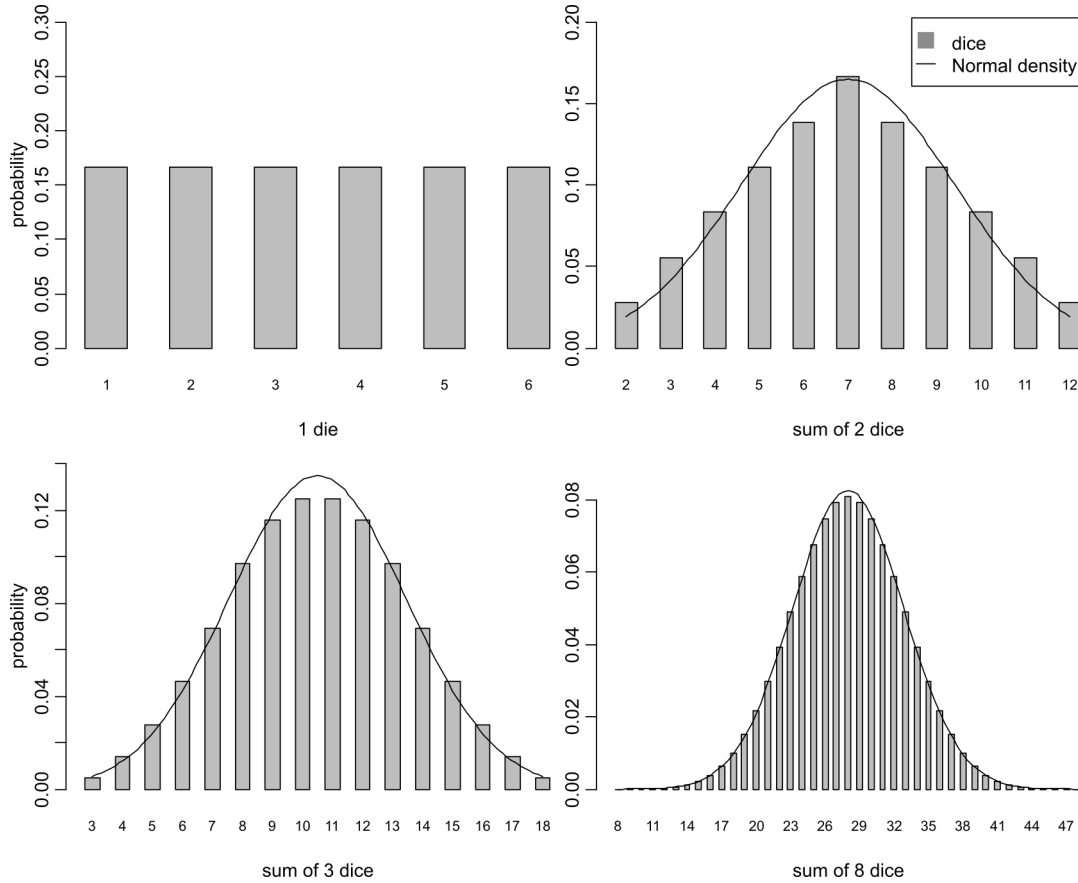 probability
0.30
0.25
0.20
0.15
0.10
0.05
0.00
1 2 3 4 5 6
1 die
0.20
0.15
0.10
0.05
0.00
dice
Normal density
2 3 4 5 6 7 8 9 10 11 12
sum of 2 dice
probability
0.12
0.08
0.04
0.00
3 4 5 6 7 8 9 10 11 12 13 14 15 16 17 18
sum of 3 dice
0.08
0.06
0.04
0.02
0.00
8 11 14 17 20 23 26 29 32 35 38 41 44 47
sum of 8 dice